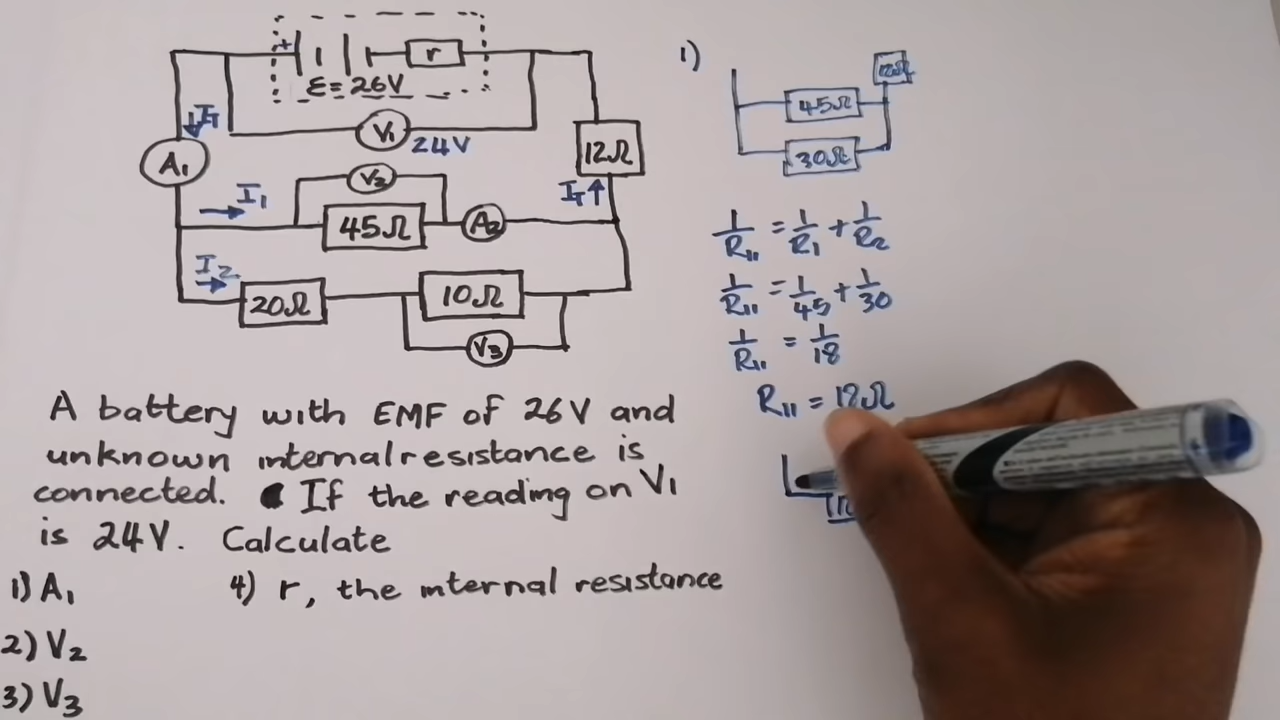 +
r
ε = 26V
I_T
V₁
24V
A₁
12Ω
V₂
I₁
I_T
45Ω
A₂
I₂
20Ω
10Ω
V₃
A battery with EMF of 26V and
unknown internal resistance is
connected. If the reading on V₁
is 24V. Calculate
1) A₁
4) r, the internal resistance
2) V₂
3) V₃
1)
12Ω
45Ω
30Ω
1/R₁₁ = 1/R₁ + 1/R₂
1/R₁₁ = 1/45 + 1/30
1/R₁₁ = 1/18
R₁₁ = 18Ω